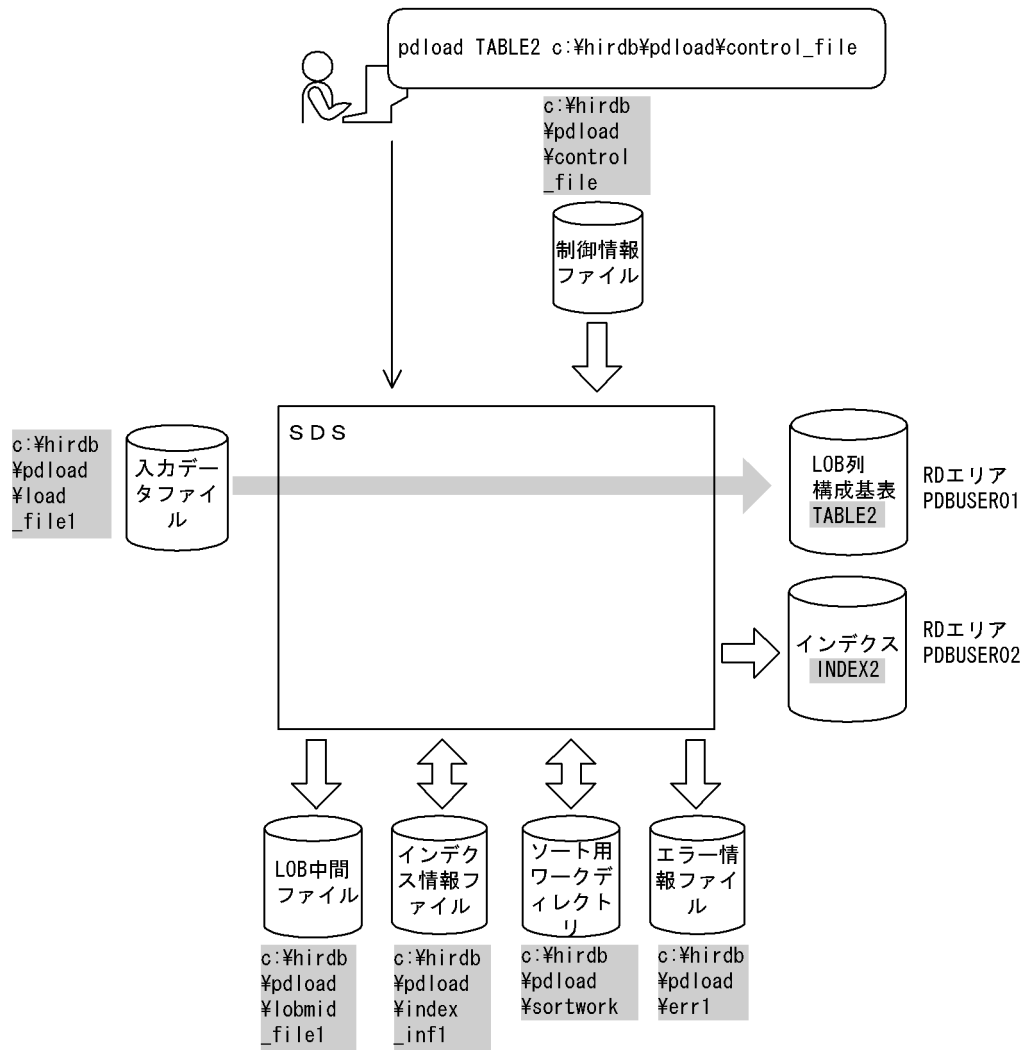 pdload TABLE2 c:¥hirdb¥pdload¥control_file
c:¥hirdb
¥pdload
¥control
_file
制御情報
ファイル
SDS
c:¥hirdb
¥pdload
¥load
_file1
入力デー
タファイ
ル
LOB列
構成基表
TABLE2
RDエリア
PDBUSER01
インデクス
INDEX2
RDエリア
PDBUSER02
LOB中間
ファイル
インデク
ス情報フ
ァイル
ソート用
ワークデ
ィレクト
リ
エラー情
報ファイ
ル
c:¥hirdb
¥pdload
¥lobmid
_file1
c:¥hirdb
¥pdload
¥index
_inf1
c:¥hirdb
¥pdload
¥sortwork
c:¥hirdb
¥pdload
¥err1